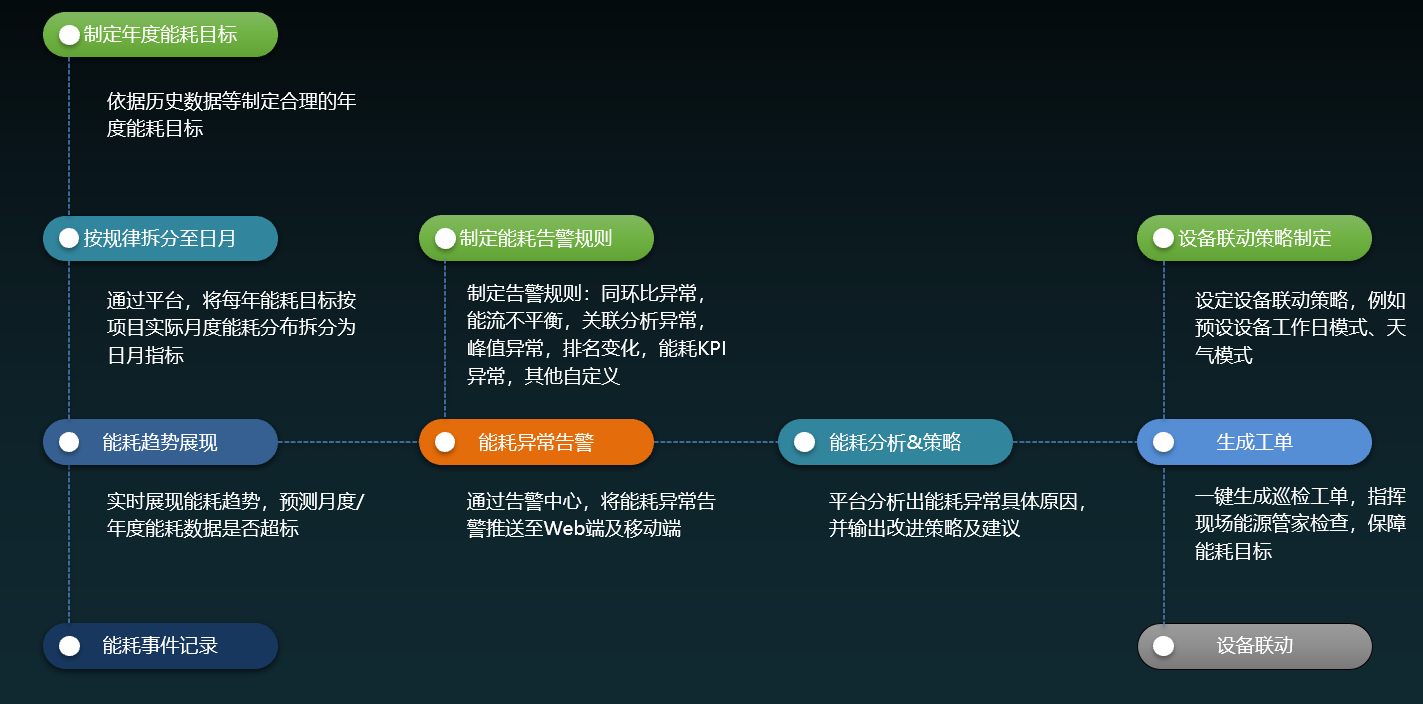 制定年度能耗目标
依据历史数据等制定合理的年
度能耗目标
按规律拆分至日月
制定能耗告警规则
设备联动策略制定
通过平台，将每年能耗目标按
项目实际月度能耗分布拆分为
日月指标
制定告警规则：同环比异常，
能流不平衡，关联分析异常，
峰值异常，排名变化，能耗KPI
异常，其他自定义
设定设备联动策略，例如
预设设备工作日模式、天
气模式
能耗趋势展现
能耗异常告警
能耗分析&策略
生成工单
实时展现能耗趋势，预测月度/
年度能耗数据是否超标
通过告警中心，将能耗异常告
警推送至Web端及移动端
平台分析出能耗异常具体原因，
并输出改进策略及建议
一键生成巡检工单，指挥
现场能源管家检查，保障
能耗目标
能耗事件记录
设备联动